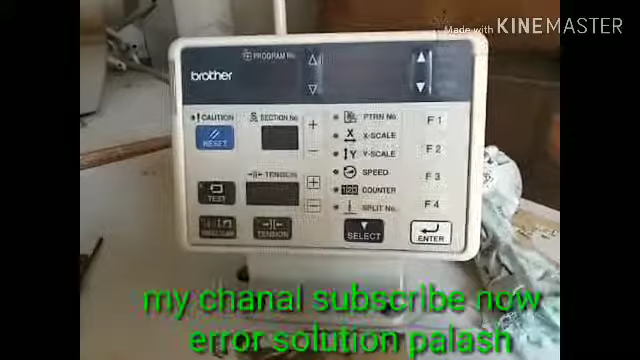 Made with KINEMASTER
PROGRAM No.
brother
! CAUTION
SECTION No.
PTRN No.
F 1
RESET
X-SCALE
Y-SCALE
F 2
TENSION
SPEED
F 3
TEST
COUNTER
SPLIT No.
F 4
TENSION
SELECT
ENTER
my chanal subscribe now
error solution palash